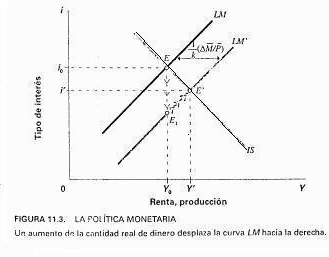 i
LM
LM'
E
1/k (ΔM̄/P̄)
i₀
i'
E'
E₁
IS
Tipo de interés
0
Y₀
Y'
Y
Renta, producción
FIGURA 11.3. LA POLÍTICA MONETARIA
Un aumento de la cantidad real de dinero desplaza la curva LM hacia la derecha.